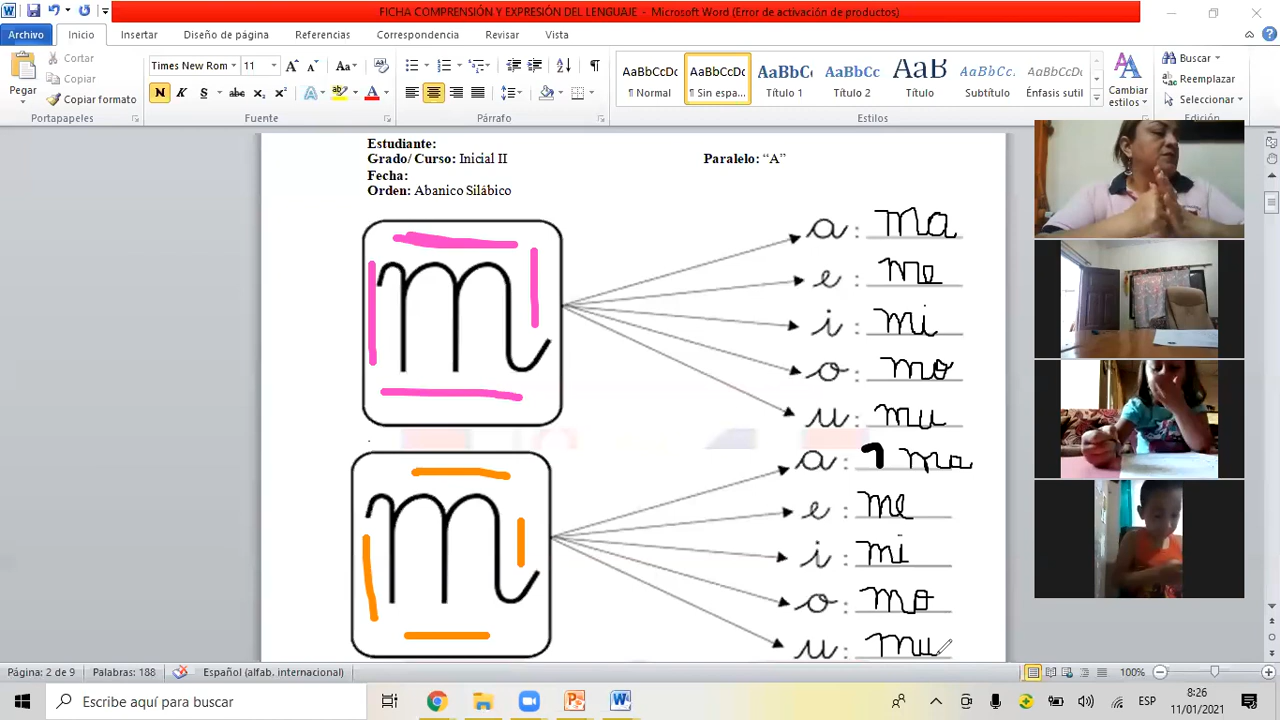 FICHA COMPRENSIÓN Y EXPRESIÓN DEL LENGUAJE - Microsoft Word (Error de activación de productos)
Archivo Inicio Insertar Diseño de página Referencias Correspondencia Revisar Vista
Pegar
Cortar
Copiar
Copiar formato
Portapapeles
Times New Rom 11
Fuente
Párrafo
AaBbCcDc
¶ Normal
AaBbCcDc
¶ Sin espa...
AaBbC
Título 1
AaBbCc
Título 2
AaB
Título
AaBbCc
Subtítulo
AaBbCcDc
Énfasis sutil
Cambiar estilos
Estilos
Buscar
Reemplazar
Seleccionar
Edición
Estudiante:
Grado/ Curso: Inicial II Paralelo: “A”
Fecha:
Orden: Abanico Silábico
m
a : ma
e : me
i : mi
o : mo
u : mu
m
a : ma
e : me
i : mi
o : mo
u : mu
Página: 2 de 9 Palabras: 188 Español (alfab. internacional) 100%
Escribe aquí para buscar
ESP
8:26
11/01/2021